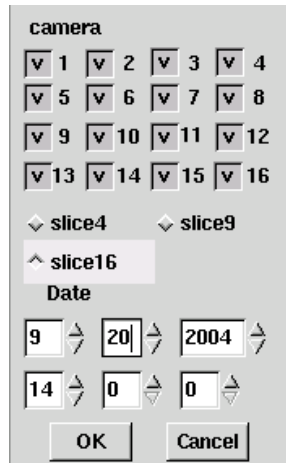 camera
v 1 v 2 v 3 v 4
v 5 v 6 v 7 v 8
v 9 v 10 v 11 v 12
v 13 v 14 v 15 v 16
slice4 slice9
slice16
Date
9 20 2004
14 0 0
OK Cancel